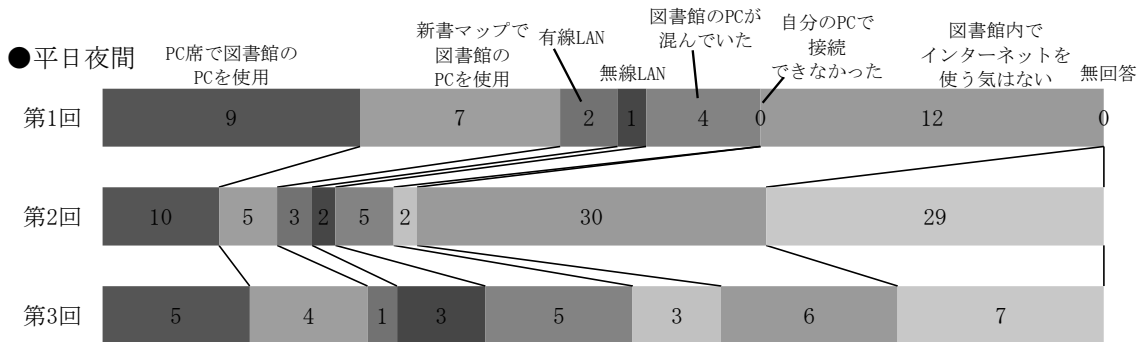 ●平日夜間
PC席で図書館の
PCを使用
新書マップで
図書館の
PCを使用
有線LAN
無線LAN
図書館のPCが
混んでいた
自分のPCで
接続
できなかった
図書館内で
インターネットを
使う気はない
無回答
第1回 9 7 2 1 4 0 12 0
第2回 10 5 3 2 5 2 30 29
第3回 5 4 1 3 5 3 6 7